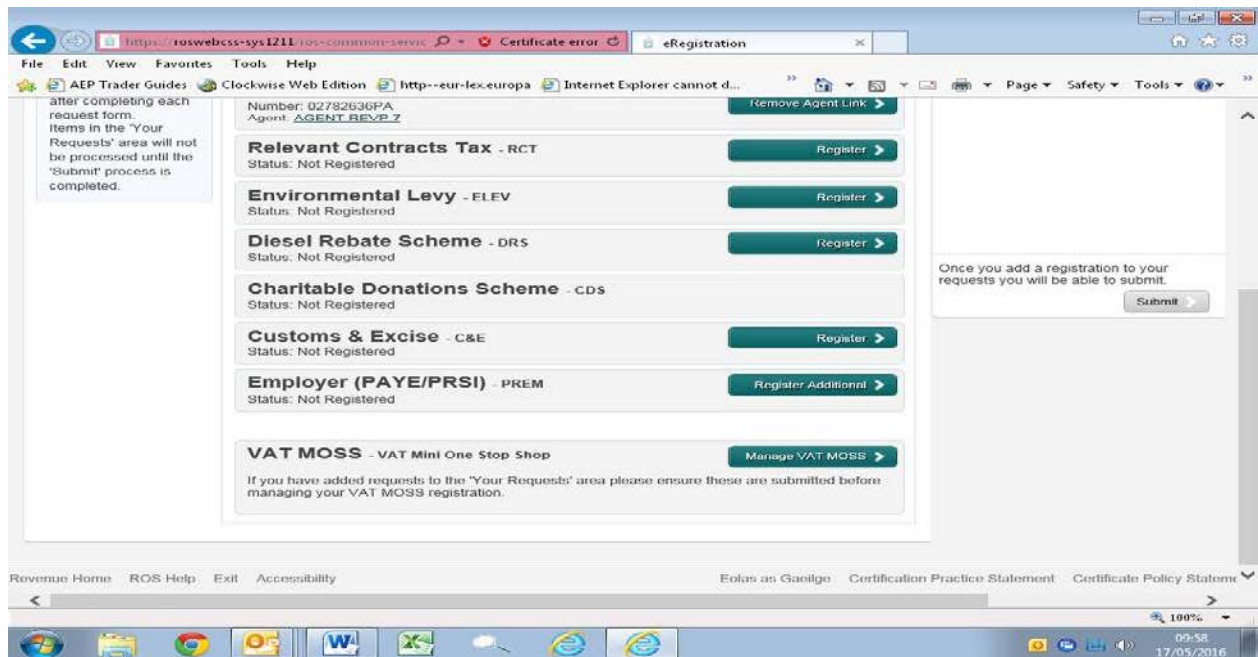 https://roswebcss-sys1211/ros-common-servic
Certificate error
eRegistration
File Edit View Favorites Tools Help
AEP Trader Guides Clockwise Web Edition http--eur-lex.europa Internet Explorer cannot d... Page Safety Tools
after completing each
request form.
Items in the 'Your
Requests' area will not
be processed until the
'Submit' process is
completed.
Number: 02782636PA
Agent: AGENT REVP 7
Remove Agent Link
Relevant Contracts Tax - RCT
Status: Not Registered
Register
Environmental Levy - ELEV
Status: Not Registered
Register
Diesel Rebate Scheme - DRS
Status: Not Registered
Register
Charitable Donations Scheme - CDS
Status: Not Registered
Customs & Excise - C&E
Status: Not Registered
Register
Employer (PAYE/PRSI) - PREM
Status: Not Registered
Register Additional
VAT MOSS - VAT Mini One Stop Shop
Manage VAT MOSS
If you have added requests to the 'Your Requests' area please ensure these are submitted before
managing your VAT MOSS registration.
Once you add a registration to your
requests you will be able to submit.
Submit
Revenue Home ROS Help Exit Accessibility Eolas as Gaeilge Certification Practice Statement Certificate Policy Stateme
100%
09:58
17/05/2016